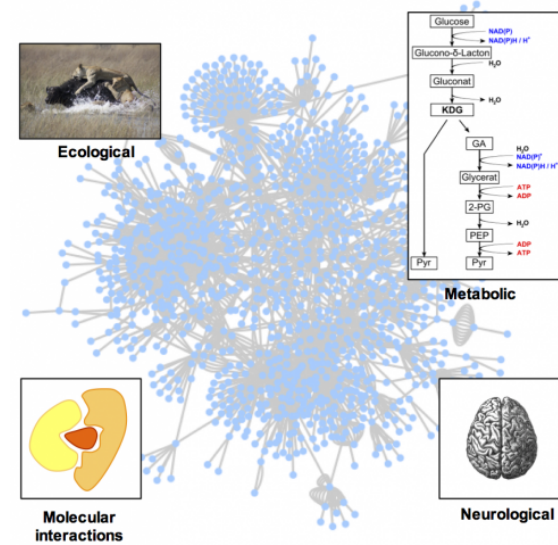 Ecological
Glucose
NAD(P)
NAD(P)H / H⁺
Glucono-δ-Lacton
H₂O
Gluconat
H₂O
KDG
GA
H₂O
NAD(P)⁺
NAD(P)H / H⁺
Glycerat
ATP
ADP
2-PG
H₂O
PEP
ADP
ATP
Pyr
Pyr
Metabolic
Molecular
interactions
Neurological